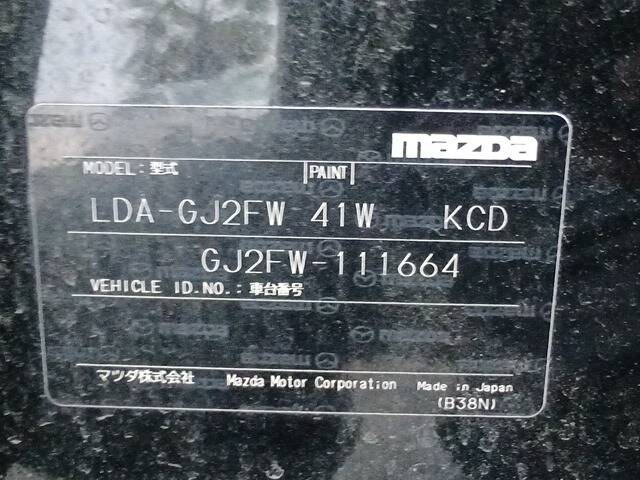 mazda
MODEL: 型式 PAINT
LDA-GJ2FW 41W KCD
GJ2FW-111664
VEHICLE ID.NO.: 車台番号
マツダ株式会社 Mazda Motor Corporation Made in Japan
(B38N)